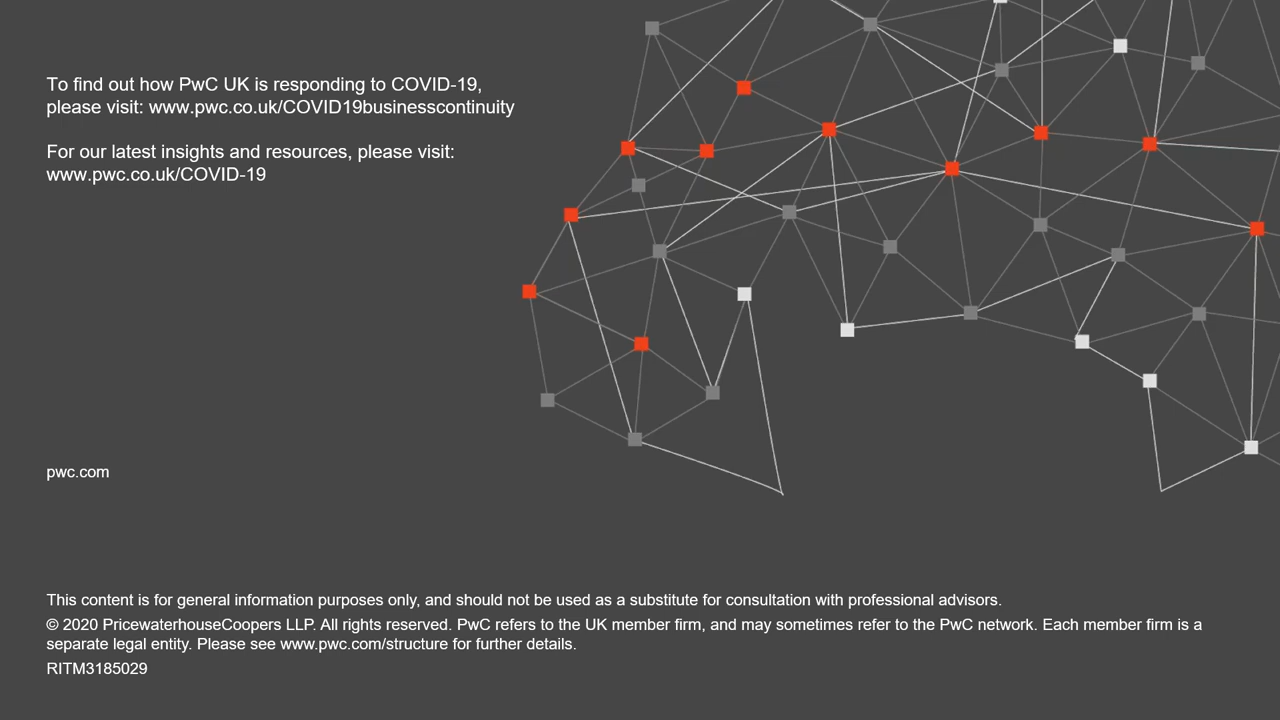 To find out how PwC UK is responding to COVID-19,
please visit: www.pwc.co.uk/COVID19businesscontinuity
For our latest insights and resources, please visit:
www.pwc.co.uk/COVID-19
pwc.com
This content is for general information purposes only, and should not be used as a substitute for consultation with professional advisors.
© 2020 PricewaterhouseCoopers LLP. All rights reserved. PwC refers to the UK member firm, and may sometimes refer to the PwC network. Each member firm is a
separate legal entity. Please see www.pwc.com/structure for further details.
RITM3185029